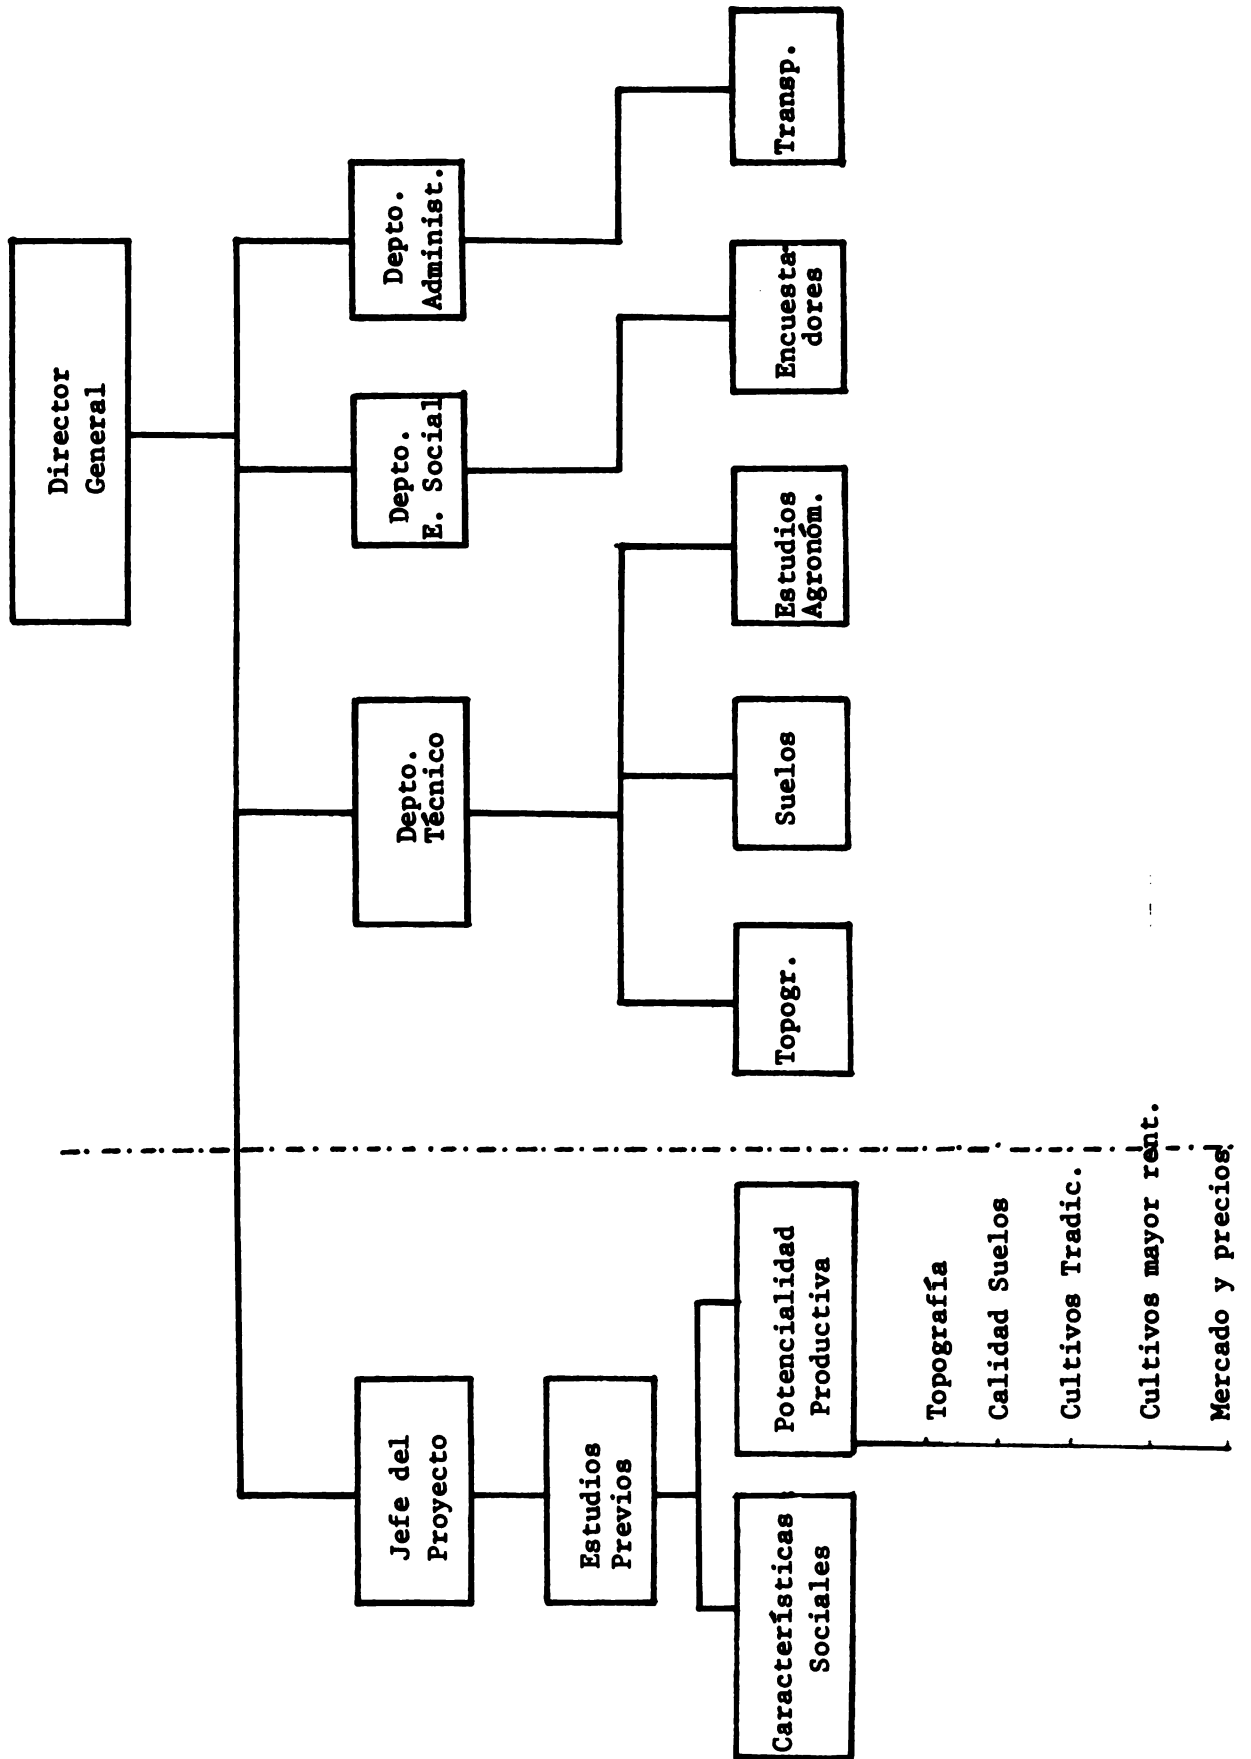 Director
General
Jefe del
Proyecto
Depto.
Técnico
Depto.
E. Social
Depto.
Administ.
Estudios
Previos
Características
Sociales
Potencialidad
Productiva
Topogr.
Suelos
Estudios
Agronóm.
Encuesta-
dores
Transp.
Topografía
Calidad Suelos
Cultivos Tradic.
Cultivos mayor rent.
Mercado y precios